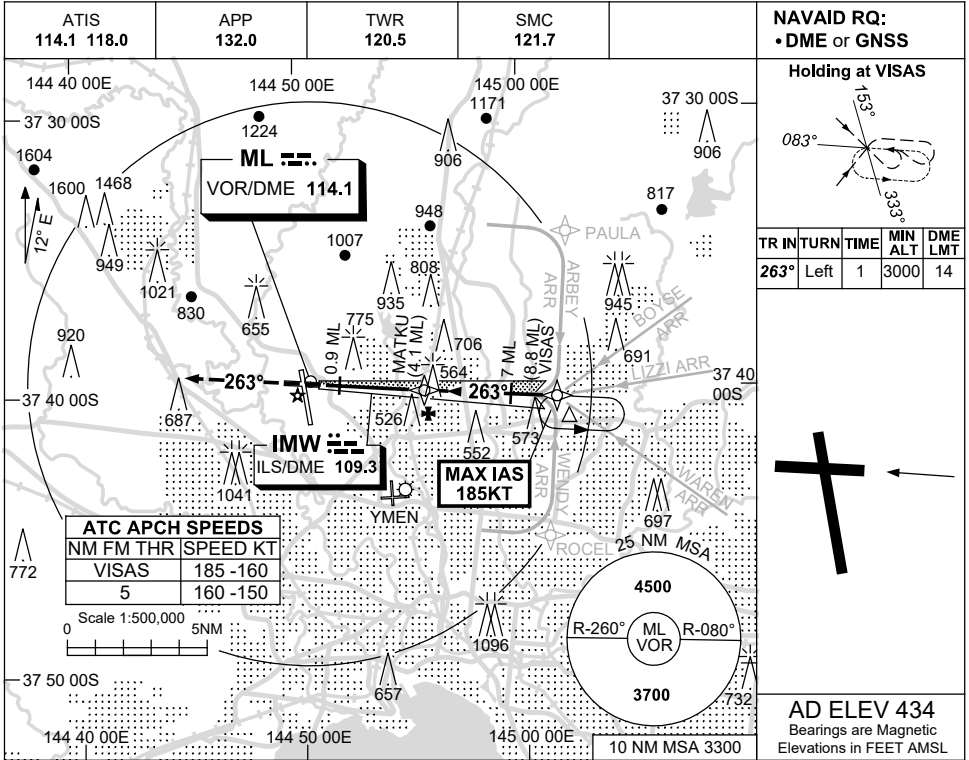 ATIS
114.1 118.0
APP
132.0
TWR
120.5
SMC
121.7
NAVAID RQ:
• DME or GNSS
Holding at VISAS
153°
083°
333°
TR IN TURN TIME MIN ALT DME LMT
263° Left 1 3000 14
144 40 00E
144 50 00E
145 00 00E
37 30 00S
37 30 00S
1171
1224
906
906
1604
ML
VOR/DME 114.1
1600
1468
12° E
949
1021
948
1007
817
PAULA
ARBEY
ARR
830
655
935
808
945
BOYSE
ARR
920
775
0.9 ML
MATKU
(4.1 ML)
706
564
7 ML
(8.8 ML)
VISAS
691
LIZZI ARR
37 40
00S
263°
263°
37 40 00S
687
526
573
552
IMW
ILS/DME 109.3
1041
MAX IAS
185KT
WENDY
ARR
WAREN
ARR
YMEN
697
ROCEL
ATC APCH SPEEDS
NM FM THR SPEED KT
VISAS 185 -160
5 160 -150
772
Scale 1:500,000
0 5NM
25 NM MSA
4500
R-260° ML VOR R-080°
3700
1096
657
732
37 50 00S
144 40 00E
144 50 00E
145 00 00E
10 NM MSA 3300
AD ELEV 434
Bearings are Magnetic
Elevations in FEET AMSL